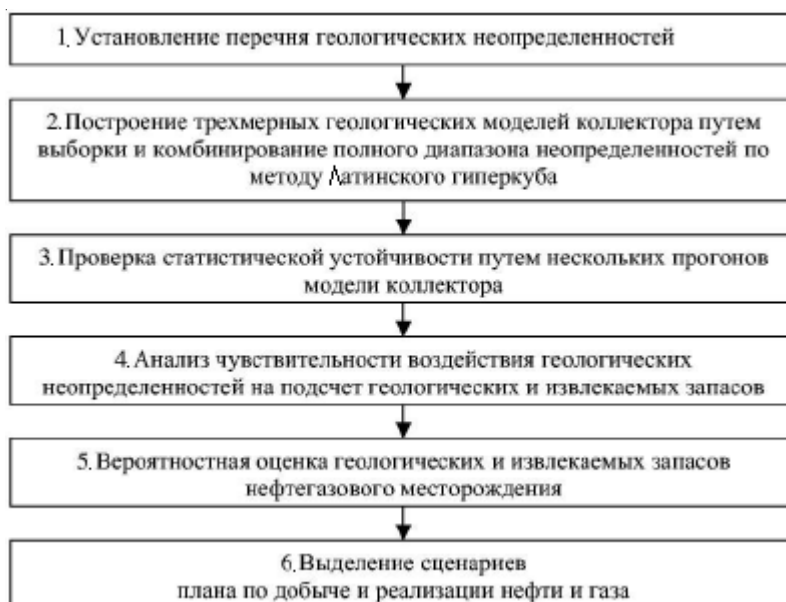 1. Установление перечня геологических неопределенностей
2. Построение трехмерных геологических моделей коллектора путем
выборки и комбинирование полного диапазона неопределенностей по
методу Латинского гиперкуба
3. Проверка статистической устойчивости путем нескольких прогонов
модели коллектора
4. Анализ чувствительности воздействия геологических
неопределенностей на подсчет геологических и извлекаемых запасов
5. Вероятностная оценка геологических и извлекаемых запасов
нефтегазового месторождения
6. Выделение сценариев
плана по добыче и реализации нефти и газа